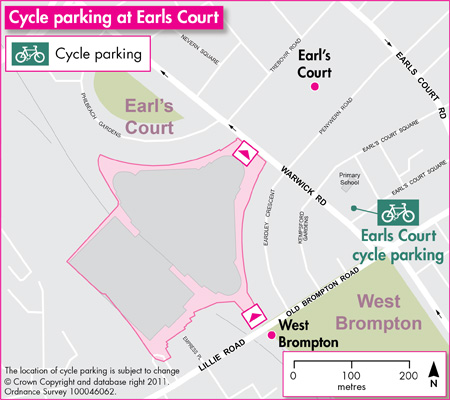 Cycle parking at Earls Court
Cycle parking
NEVERN SQUARE
TREBOVIR ROAD
Earl's
Court
EARLS COURT RD
PHILBEACH GARDENS
Earl's
Court
PENYWERN ROAD
EARL'S COURT SQUARE
WARWICK RD
Primary
School
EARL'S COURT SQUARE
EARDLEY CRESCENT
KEMPSFORD
GARDENS
Earls Court
cycle parking
OLD BROMPTON ROAD
West
Brompton
West
Brompton
LILLIE ROAD
EMPRESS PL
The location of cycle parking is subject to change
© Crown Copyright and database right 2011.
Ordnance Survey 100046062.
0 100 200
metres
N